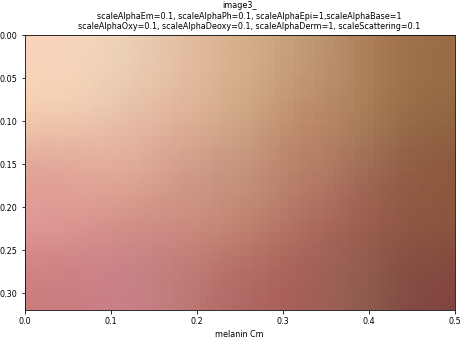 image3_
scaleAlphaEm=0.1, scaleAlphaPh=0.1, scaleAlphaEpi=1,scaleAlphaBase=1
scaleAlphaOxy=0.1, scaleAlphaDeoxy=0.1, scaleAlphaDerm=1, scaleScattering=0.1
0.00
0.05
0.10
0.15
0.20
0.25
0.30
0.0 0.1 0.2 0.3 0.4 0.5
melanin Cm